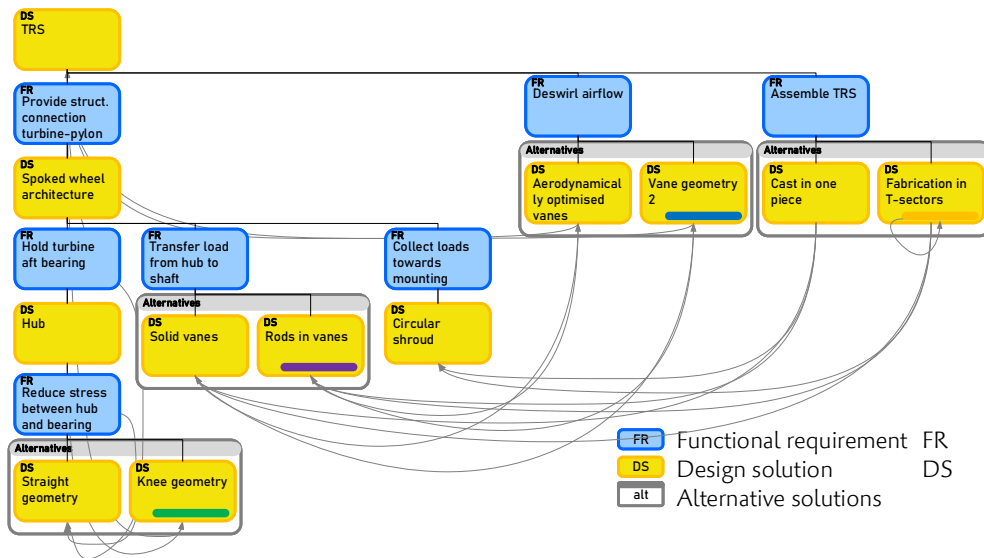 DS
TRS
FR
Provide struct.
connection
turbine-pylon
FR
Deswirl airflow
FR
Assemble TRS
DS
Spoked wheel
architecture
Alternatives
DS
Aerodynamical
ly optimised
vanes
DS
Vane geometry
2
Alternatives
DS
Cast in one
piece
DS
Fabrication in
T-sectors
FR
Hold turbine
aft bearing
FR
Transfer load
from hub to
shaft
FR
Collect loads
towards
mounting
DS
Hub
Alternatives
DS
Solid vanes
DS
Rods in vanes
DS
Circular
shroud
FR
Reduce stress
between hub
and bearing
Alternatives
DS
Straight
geometry
DS
Knee geometry
FR Functional requirement FR
DS Design solution DS
alt Alternative solutions